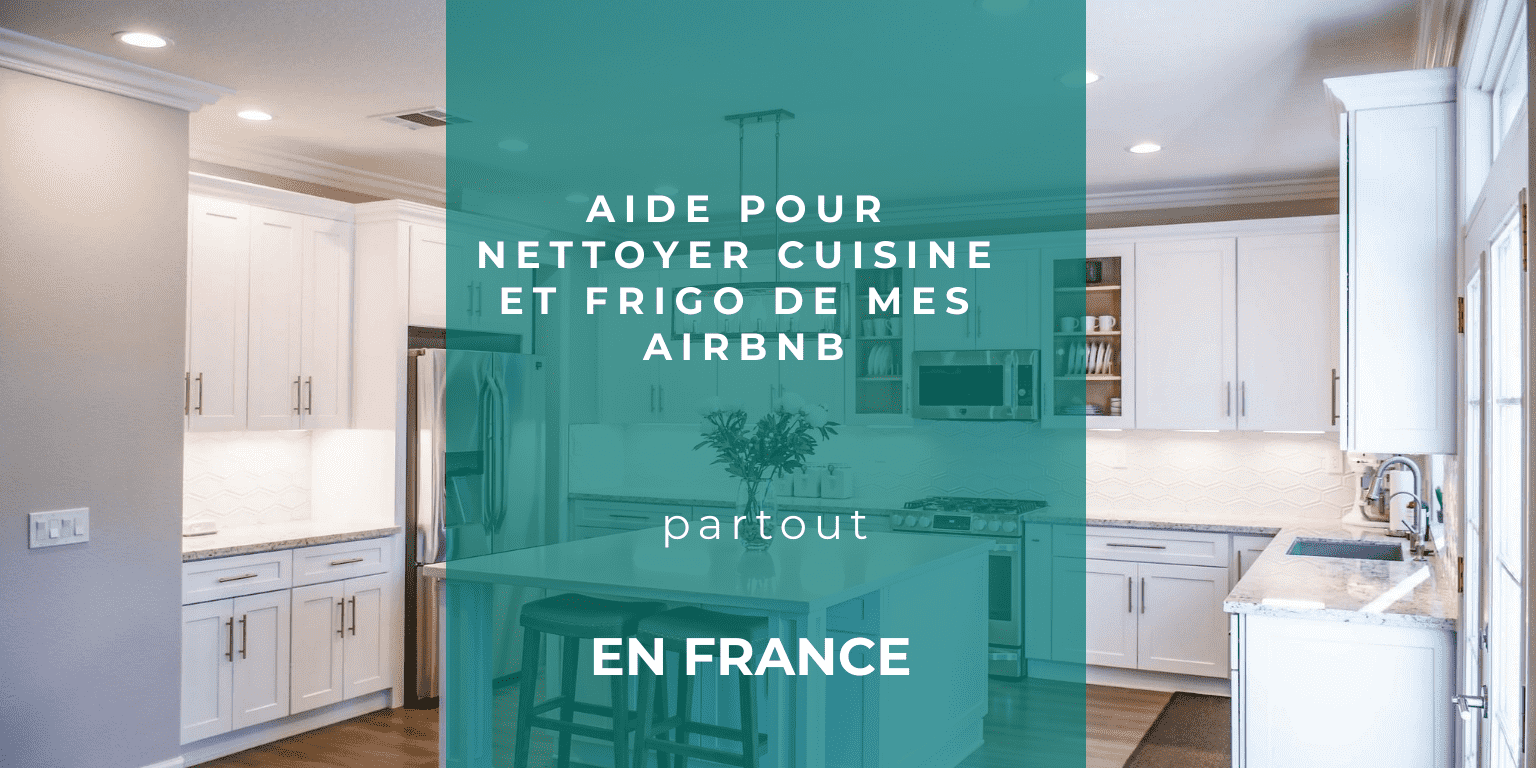 AIDE POUR
NETTOYER CUISINE
ET FRIGO DE MES
AIRBNB
partout
EN FRANCE